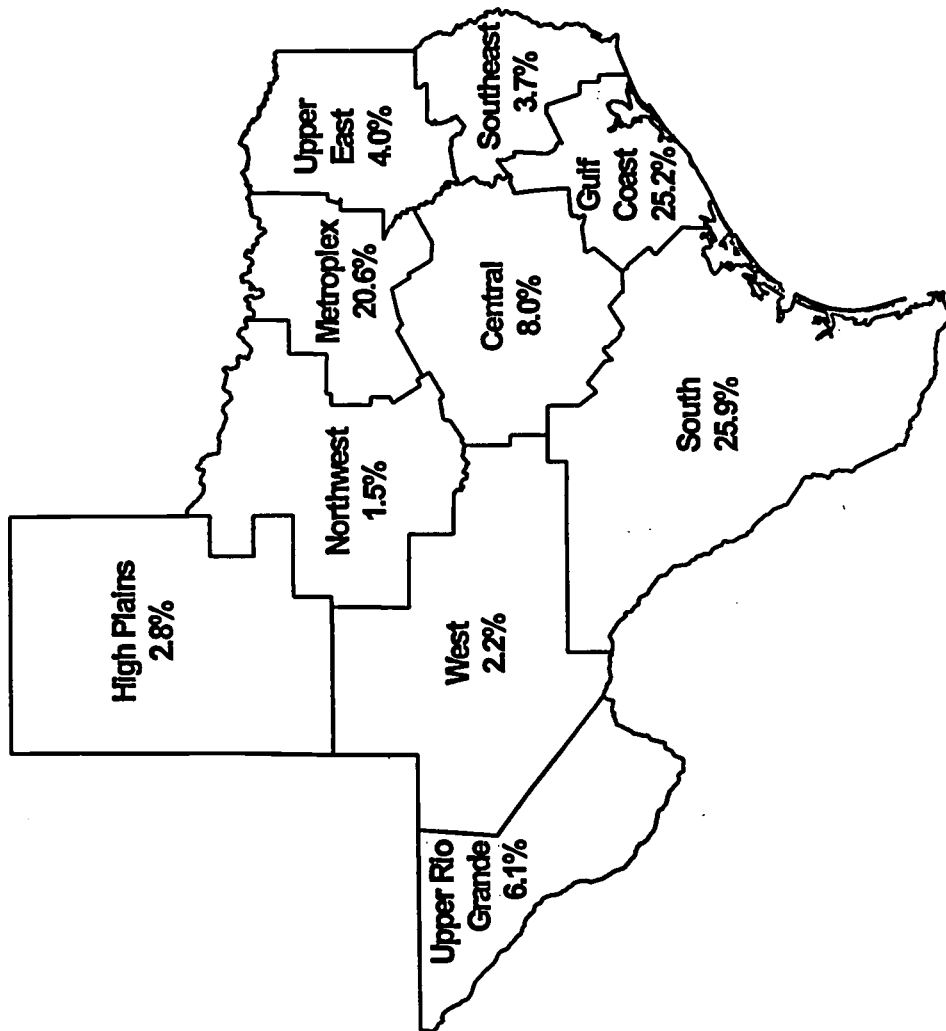 High Plains
2.8%
Northwest
1.5%
Metroplex
20.6%
Upper
East
4.0%
Upper Rio
Grande
6.1%
West
2.2%
Central
8.0%
Southeast
3.7%
Gulf
Coast
25.2%
South
25.9%